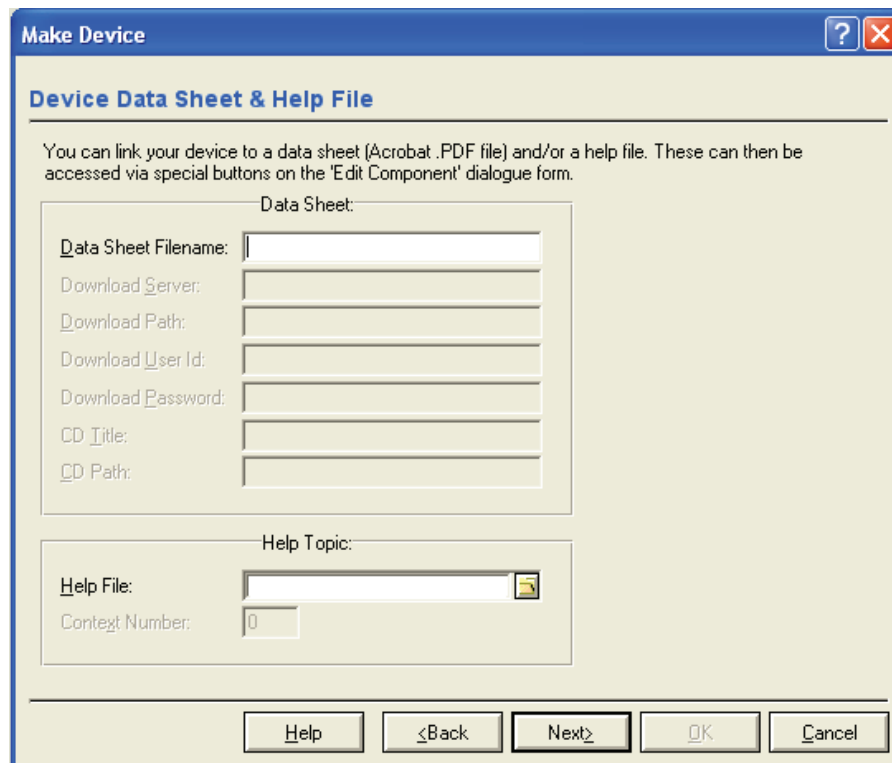 Make Device
Device Data Sheet & Help File
You can link your device to a data sheet (Acrobat .PDF file) and/or a help file. These can then be
accessed via special buttons on the 'Edit Component' dialogue form.
Data Sheet:
Data Sheet Filename:
Download Server:
Download Path:
Download User Id:
Download Password:
CD Title:
CD Path:
Help Topic:
Help File:
Context Number: 0
Help <Back Next> OK Cancel